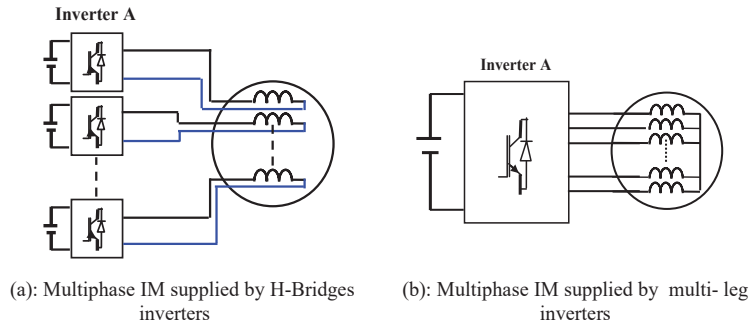 Inverter A
Inverter A
(a): Multiphase IM supplied by H-Bridges
inverters
(b): Multiphase IM supplied by multi- leg
inverters